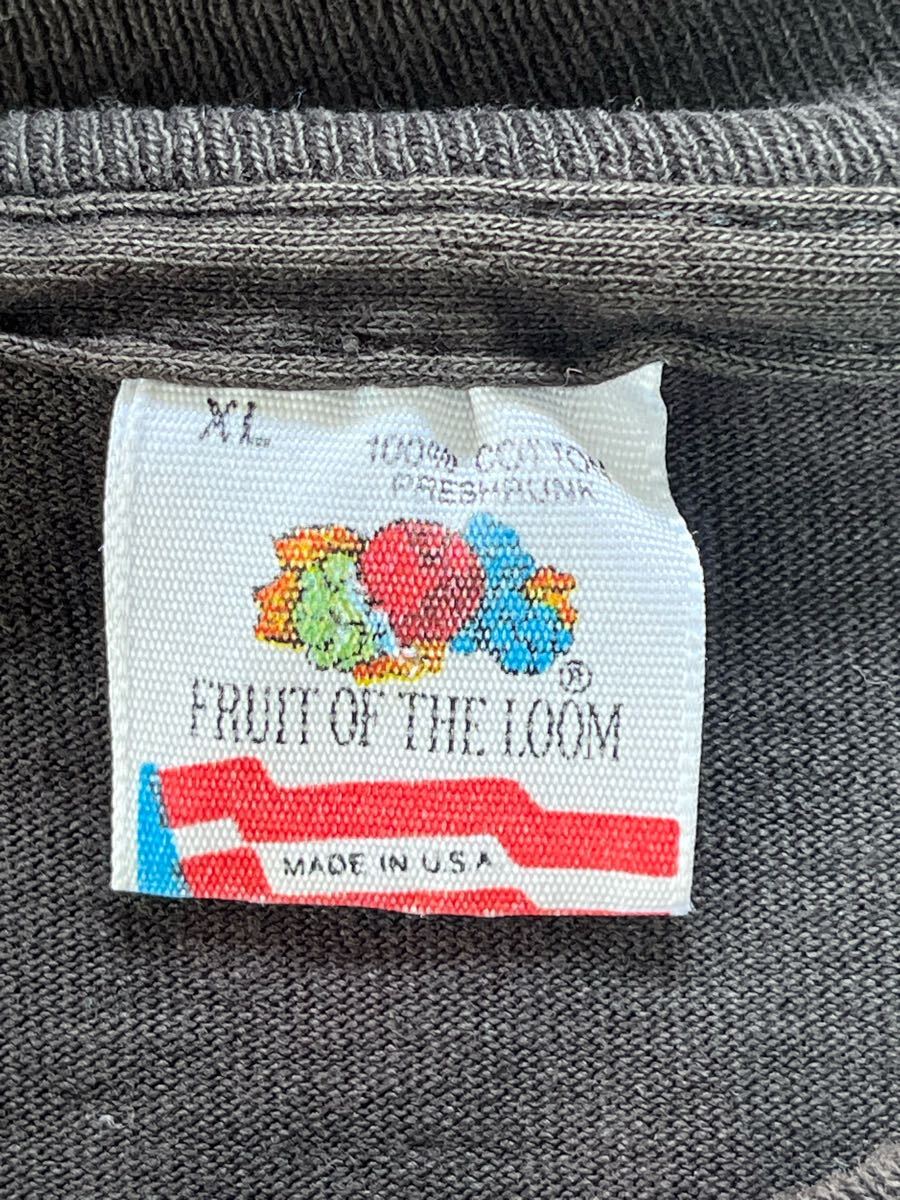 XL
100% COTTON
PRESHRUNK
®
FRUIT OF THE LOOM
MADE IN U.S.A